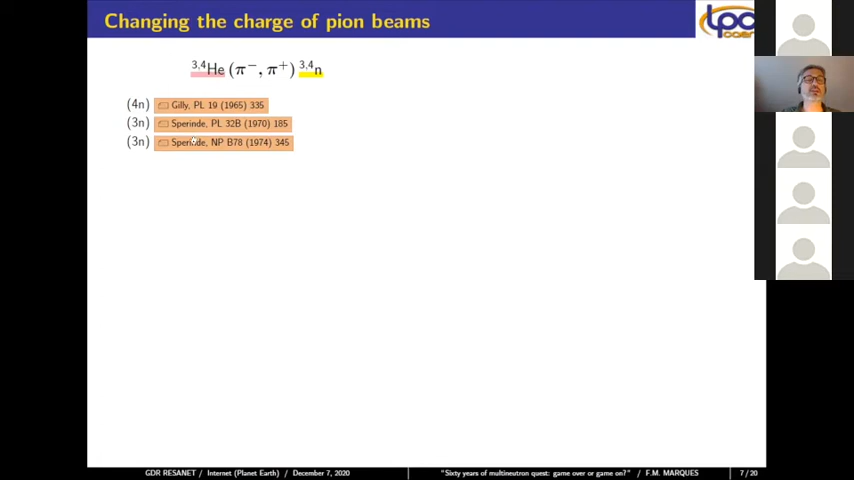 Changing the charge of pion beams
lpc
caen
³,⁴He (π⁻, π⁺) ³,⁴n
(4n) Gilly, PL 19 (1965) 335
(3n) Sperinde, PL 32B (1970) 185
(3n) Sperinde, NP B78 (1974) 345
GDR RESANET / Internet (Planet Earth) / December 7, 2020 "Sixty years of multineutron quest: game over or game on?" / F.M. MARQUES 7 / 20